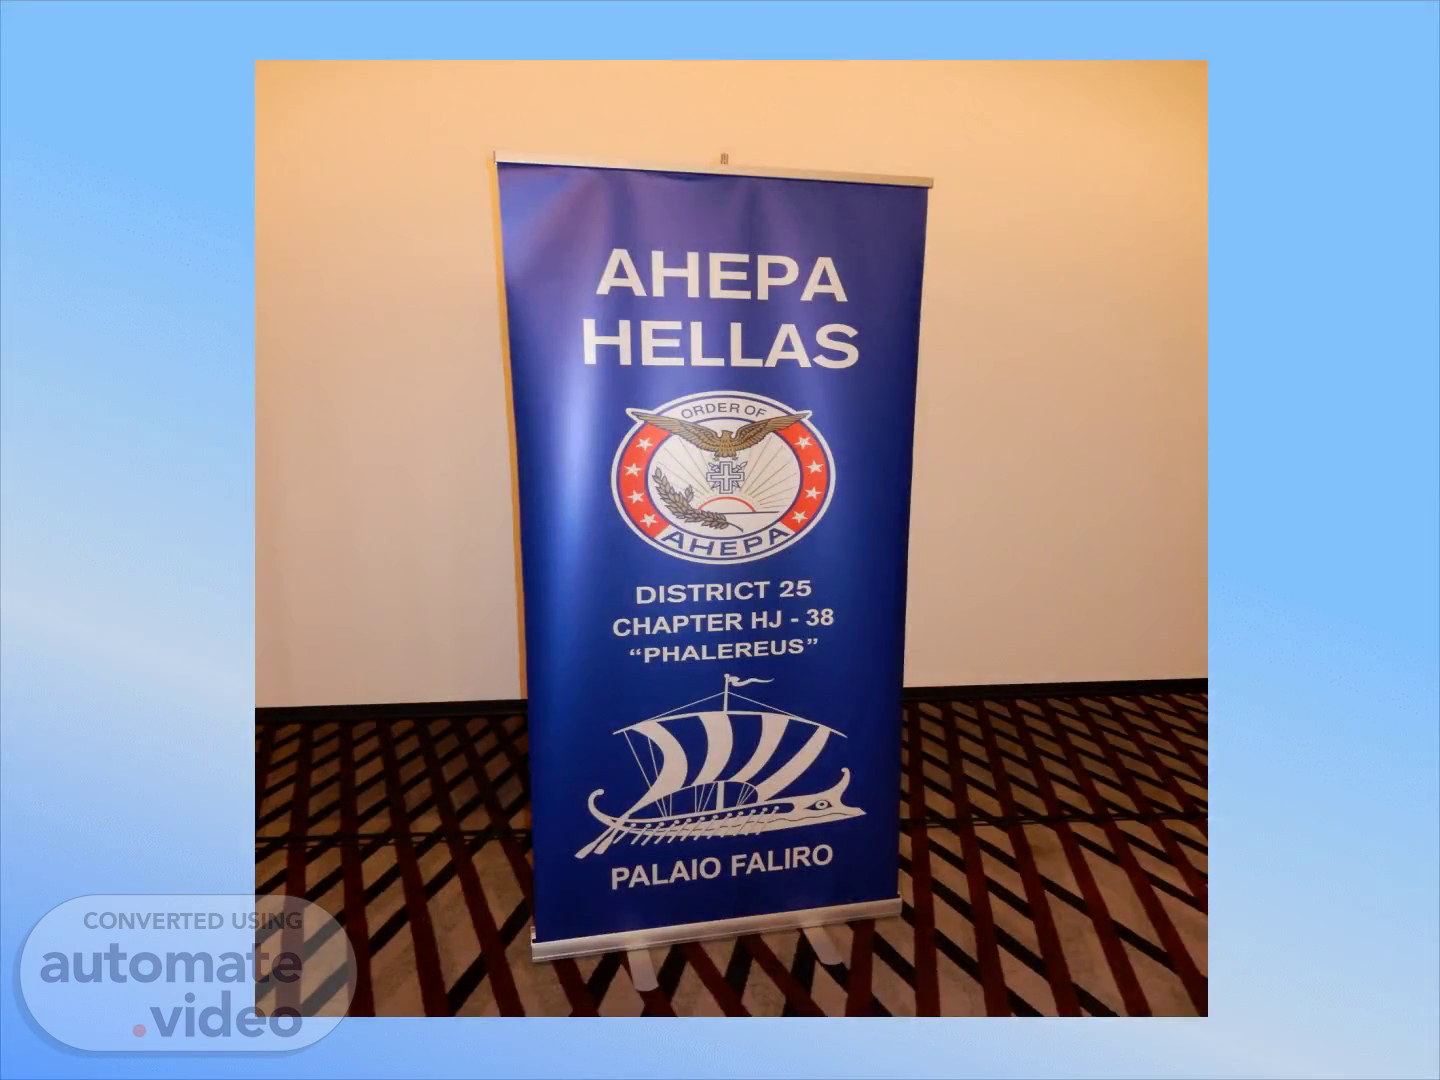 AHEPA
HELLAS
ORDER OF
AHEPA
DISTRICT 25
CHAPTER HJ - 38
“PHALEREUS”
PALAIO FALIRO
CONVERTED USING
automate
.video